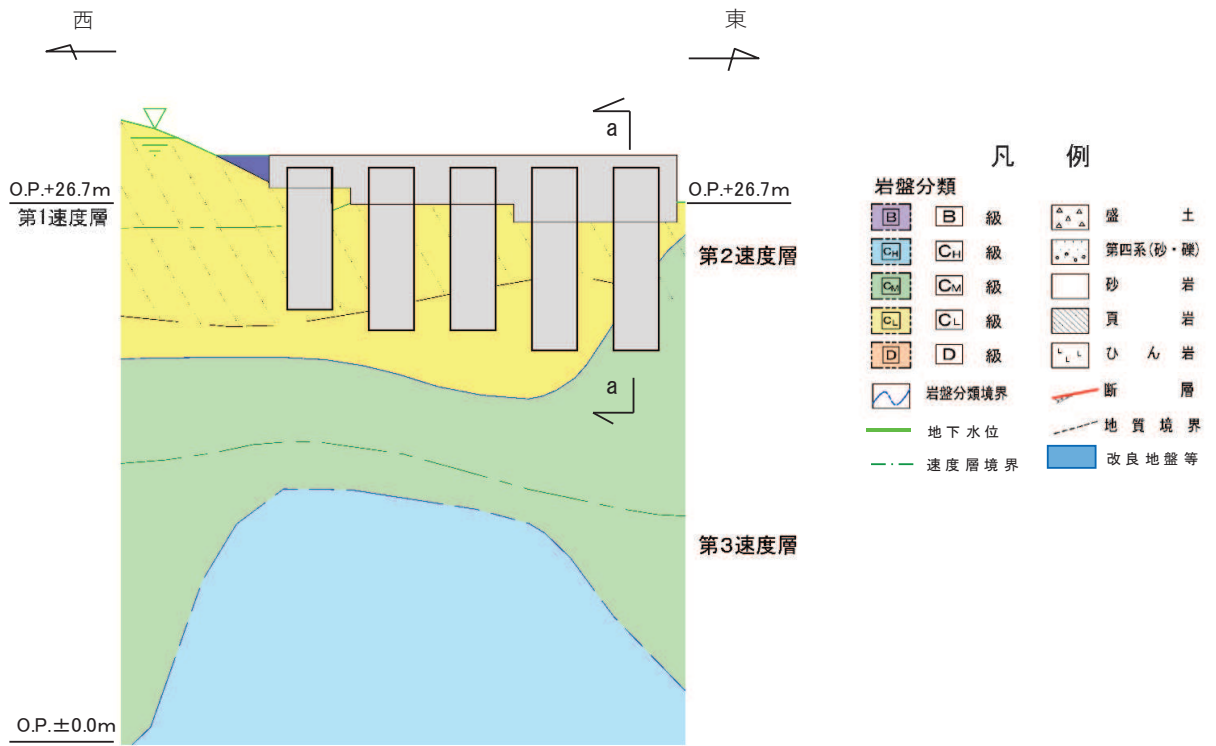 西
東
a
O.P.+26.7m
第1速度層
O.P.+26.7m
第2速度層
a
第3速度層
O.P.±0.0m
凡 例
岩盤分類
B B 級
CH CH 級
CM CM 級
CL CL 級
D D 級
岩盤分類境界
地下水位
速度層境界
盛 土
第四系(砂・礫)
砂 岩
頁 岩
ひ ん 岩
断 層
地 質 境 界
改良地盤等